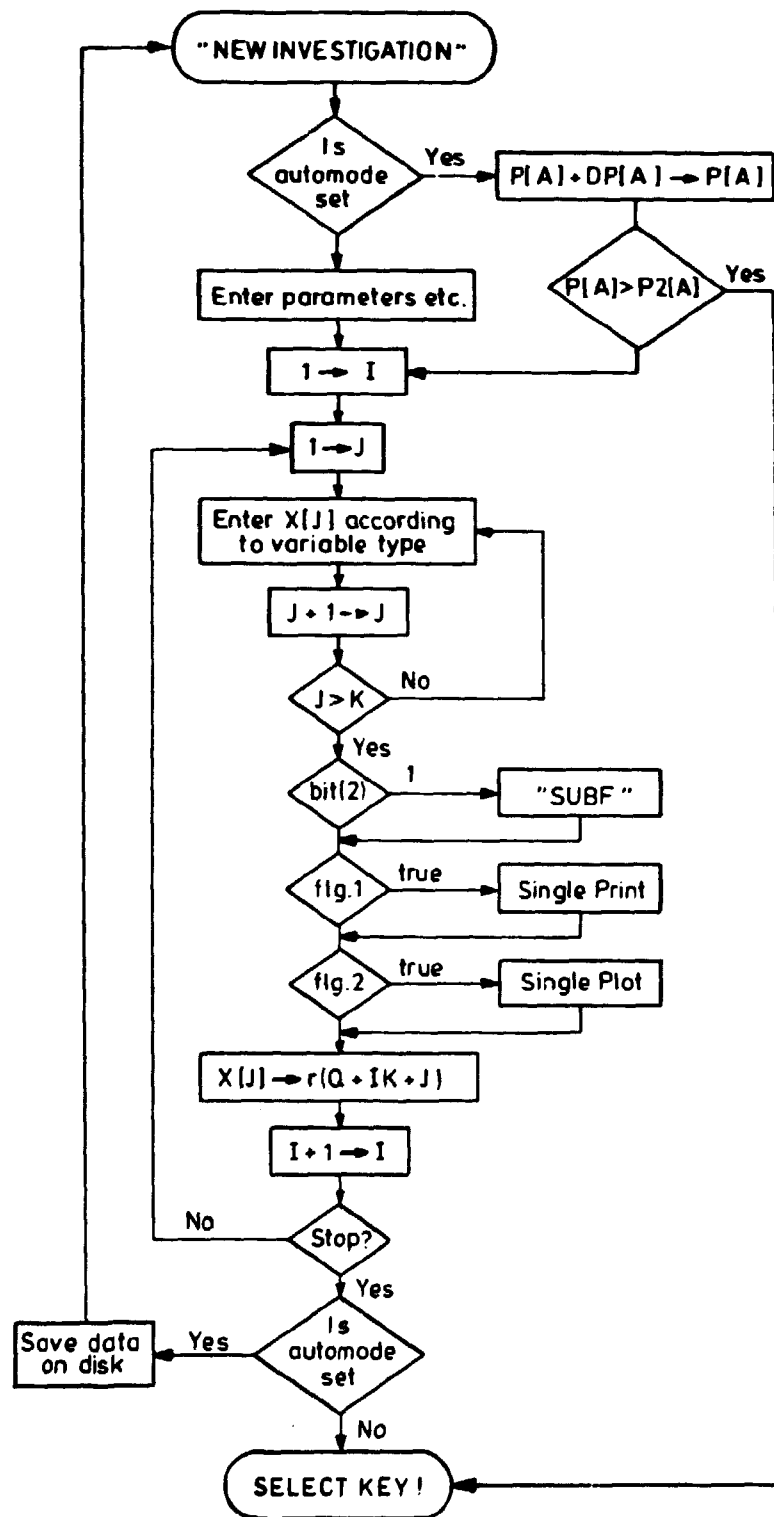 "NEW INVESTIGATION"
Is
automode
set
Yes
P[A] + DP[A] → P[A]
P[A] > P2[A]
Yes
Enter parameters etc.
1 → I
1 → J
Enter X[J] according
to variable type
J + 1 → J
J > K
No
Yes
bit(2)
1
"SUBF"
flg.1
true
Single Print
flg.2
true
Single Plot
X[J] → r(Q + IK + J)
I + 1 → I
Stop?
No
Yes
Is
automode
set
Yes
Save data
on disk
No
SELECT KEY!